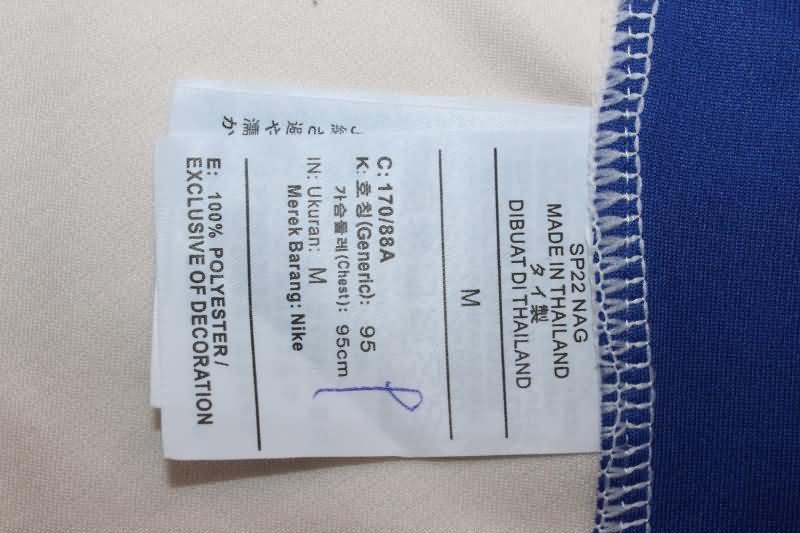 SP22 NAG
MADE IN THAILAND
タイ製
DIBUAT DI THAILAND
M
C: 170/88A
K: 호칭(Generic): 95
가슴둘레(Chest): 95cm
IN: Ukuran: M
Merek Barang: Nike
E: 100% POLYESTER/
EXCLUSIVE OF DECORATION